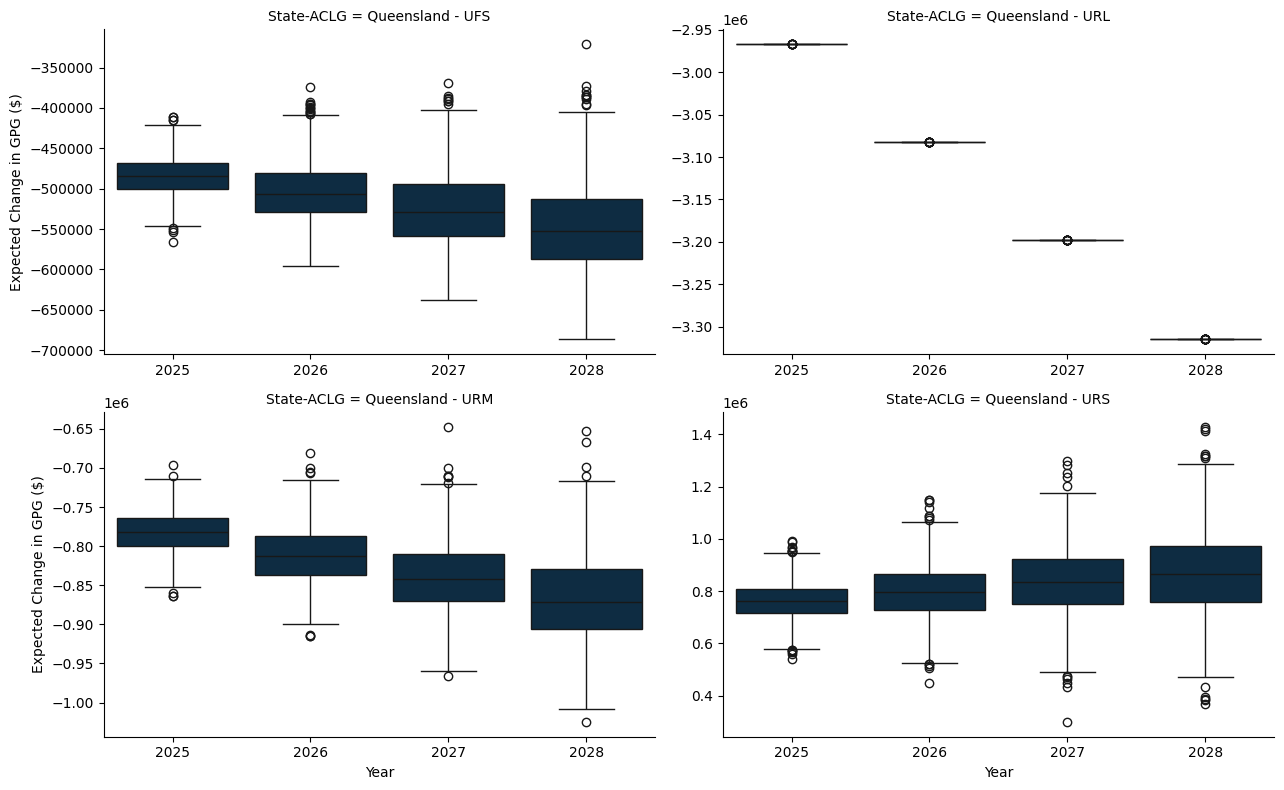 State-ACLG = Queensland - UFS
Expected Change in GPG ($)
−350000
−400000
−450000
−500000
−550000
−600000
−650000
−700000
2025 2026 2027 2028
State-ACLG = Queensland - URL
1e6
−2.95
−3.00
−3.05
−3.10
−3.15
−3.20
−3.25
−3.30
2025 2026 2027 2028
State-ACLG = Queensland - URM
1e6
Expected Change in GPG ($)
−0.65
−0.70
−0.75
−0.80
−0.85
−0.90
−0.95
−1.00
2025 2026 2027 2028
Year
State-ACLG = Queensland - URS
1e6
1.4
1.2
1.0
0.8
0.6
0.4
2025 2026 2027 2028
Year